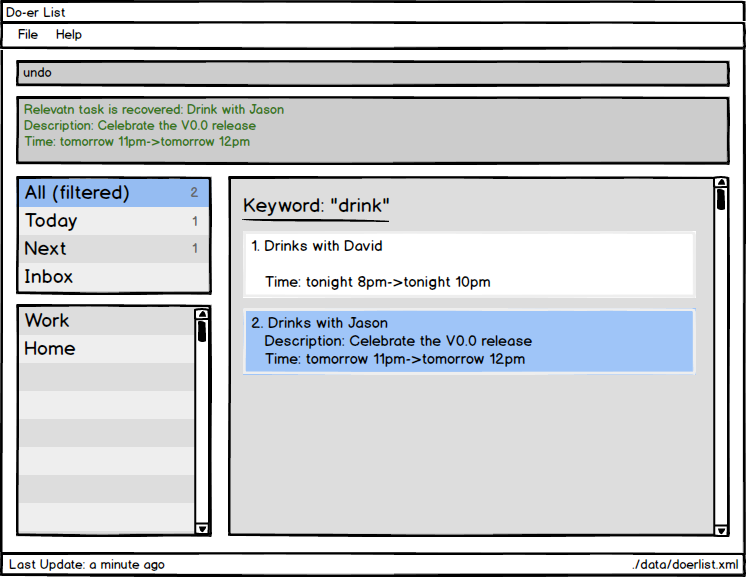 Do-er List
File Help
undo
Relevatn task is recovered: Drink with Jason
Description: Celebrate the V0.0 release
Time: tomorrow 11pm->tomorrow 12pm
All (filtered) 2
Today 1
Next 1
Inbox
Work
Home
Keyword: "drink"
1. Drinks with David
Time: tonight 8pm->tonight 10pm
2. Drinks with Jason
Description: Celebrate the V0.0 release
Time: tomorrow 11pm->tomorrow 12pm
Last Update: a minute ago
./data/doerlist.xml